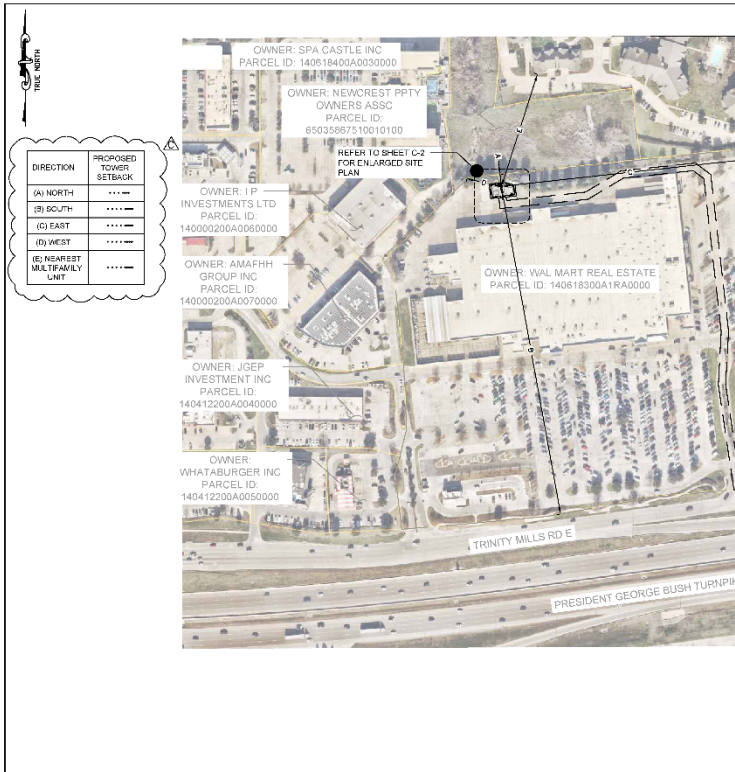 TRUE NORTH
C
DIRECTION
PROPOSED
TOWER
SETBACK
(A) NORTH
(B) SOUTH
(C) EAST
(D) WEST
(E) NEAREST
MULTIFAMILY
UNIT
OWNER: SPA CASTLE INC
PARCEL ID: 140618400A0030000
OWNER: NEWCREST PPTY
OWNERS ASSC
PARCEL ID:
65035867510010100
REFER TO SHEET C-2
FOR ENLARGED SITE
PLAN
A
E
D
C
B
OWNER: I P
INVESTMENTS LTD
PARCEL ID:
140000200A0060000
OWNER: AMAFHH
GROUP INC
PARCEL ID:
140000200A0070000
OWNER: WAL MART REAL ESTATE
PARCEL ID: 140618300A1RA0000
OWNER: JGEP
INVESTMENT INC
PARCEL ID:
140412200A0040000
OWNER:
WHATABURGER INC
PARCEL ID:
140412200A0050000
TRINITY MILLS RD E
PRESIDENT GEORGE BUSH TURNPIK